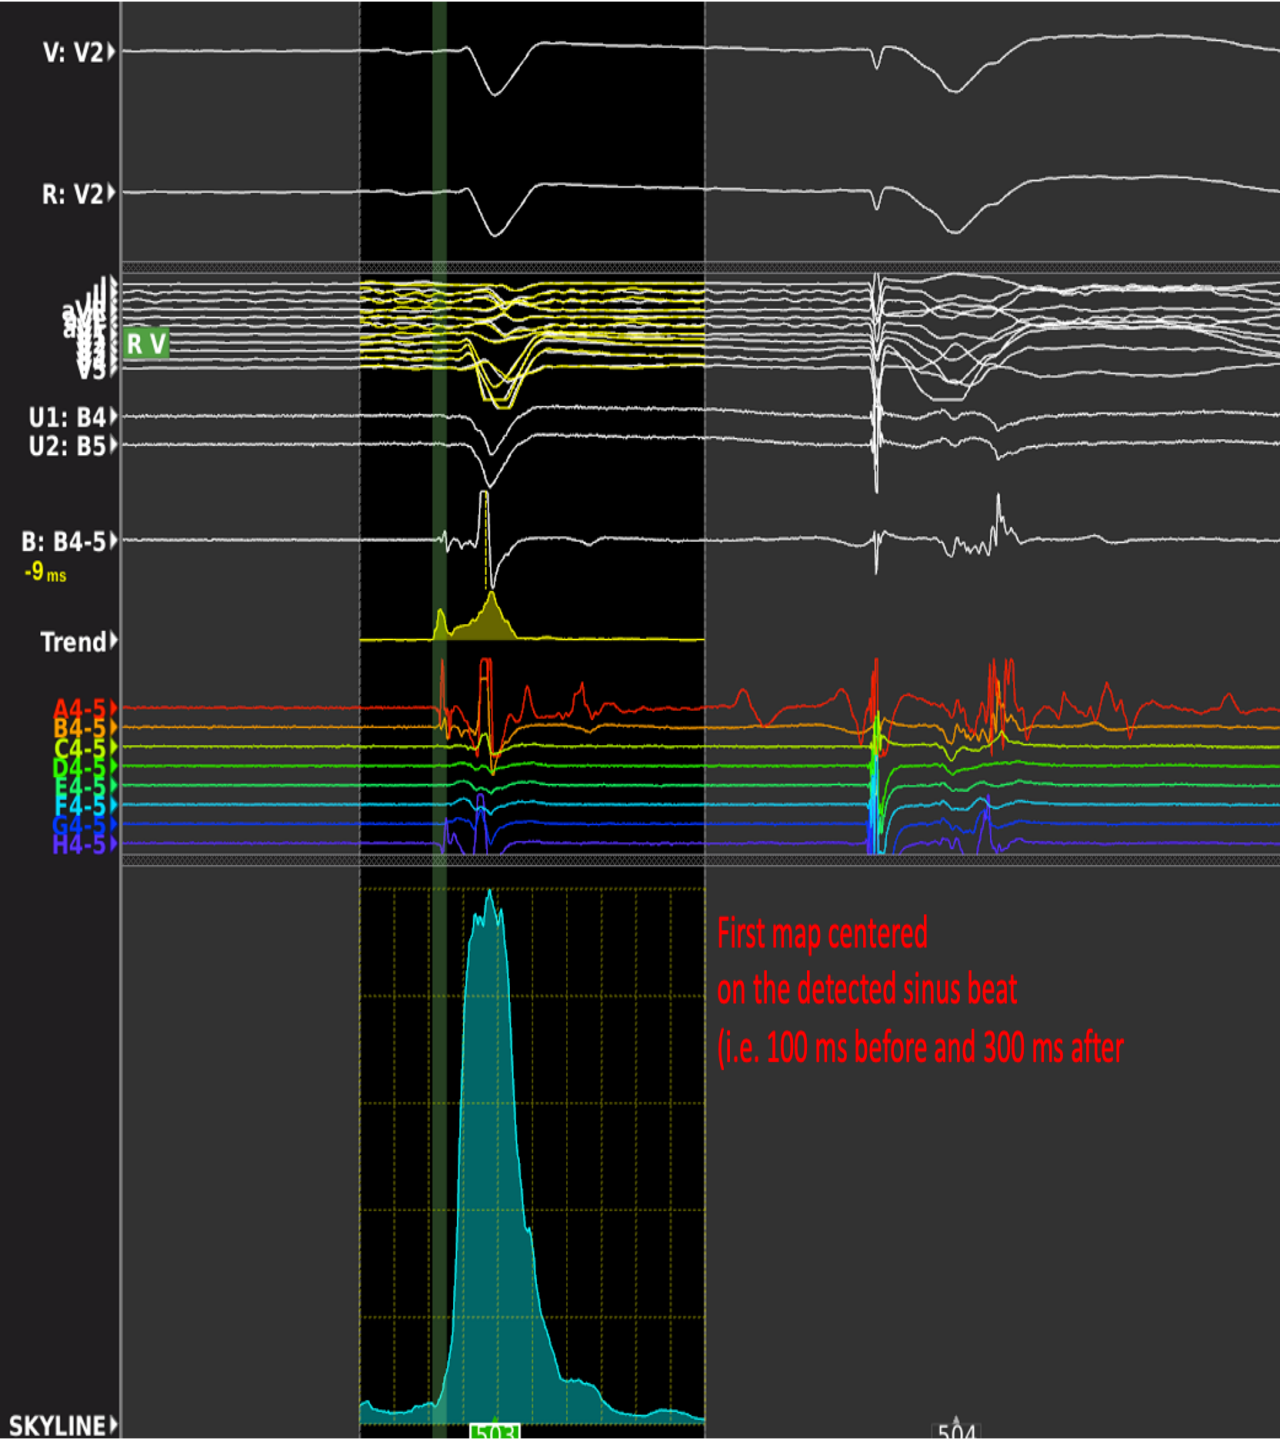 V: V2
R: V2
R V
U1: B4
U2: B5
B: B4-5
-9 ms
Trend
A4-5
B4-5
C4-5
D4-5
E4-5
F4-5
G4-5
H4-5
First map centered
on the detected sinus beat
(i.e. 100 ms before and 300 ms after
SKYLINE
503
504